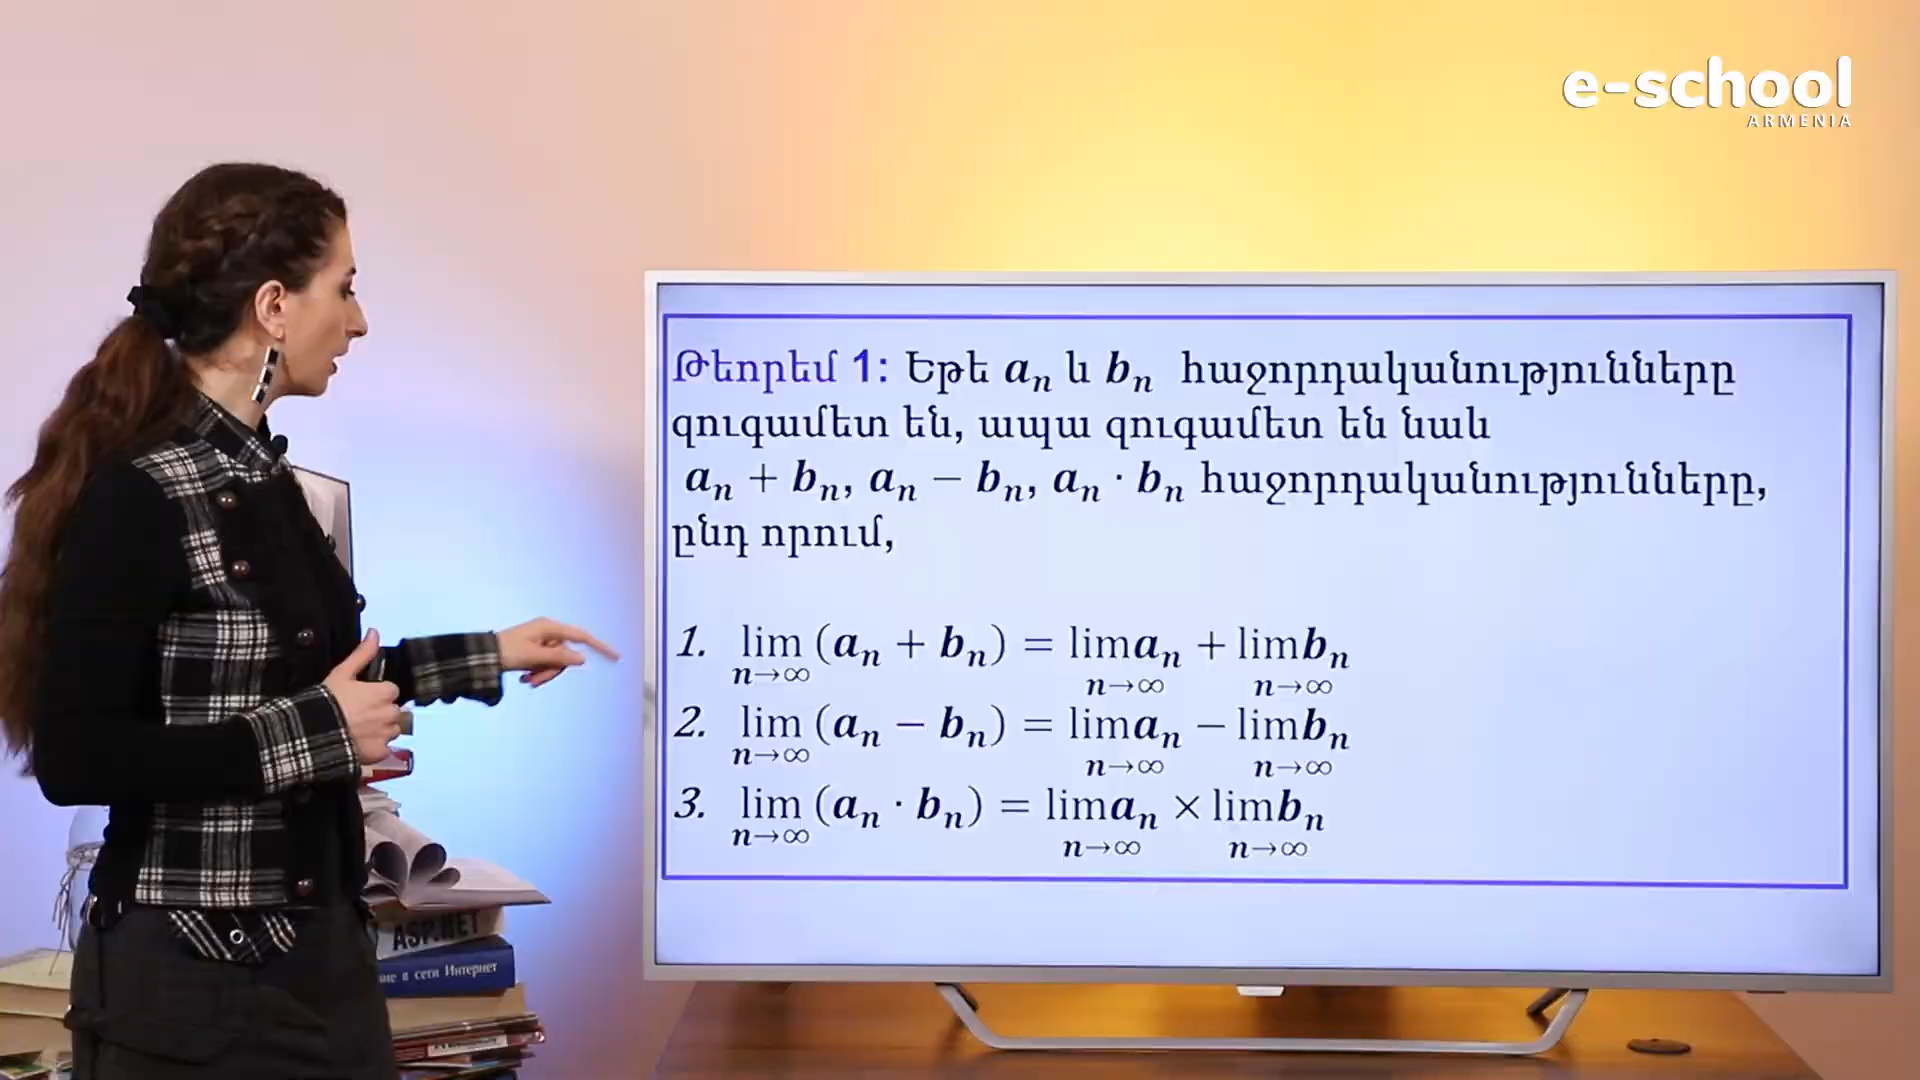 e-school
ARMENIA
Թեորեմ 1: Եթե aₙ և bₙ հաջորդականությունները
զուգամետ են, ապա զուգամետ են նաև
aₙ + bₙ, aₙ − bₙ, aₙ · bₙ հաջորդականությունները,
ընդ որում,
1. lim (aₙ + bₙ) = lim aₙ + lim bₙ
n→∞ n→∞ n→∞
2. lim (aₙ − bₙ) = lim aₙ − lim bₙ
n→∞ n→∞ n→∞
3. lim (aₙ · bₙ) = lim aₙ × lim bₙ
n→∞ n→∞ n→∞
ASP.NET
в сети Интернет